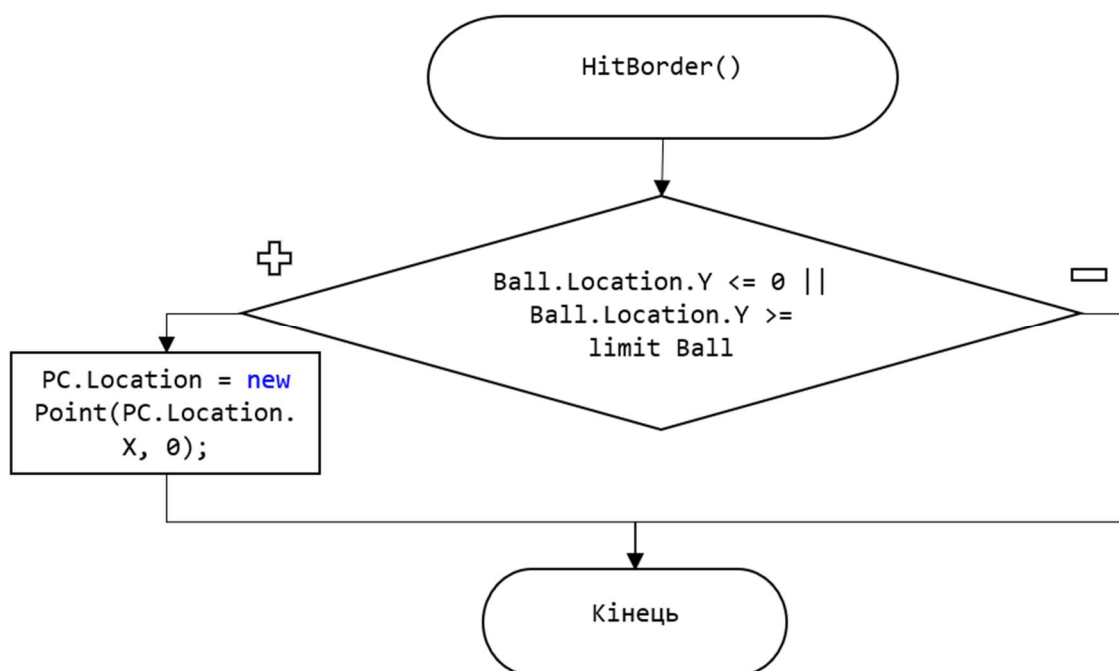 HitBorder()
Ball.Location.Y <= 0 ||
Ball.Location.Y >=
limit Ball
PC.Location = new
Point(PC.Location.
X, 0);
Кінець